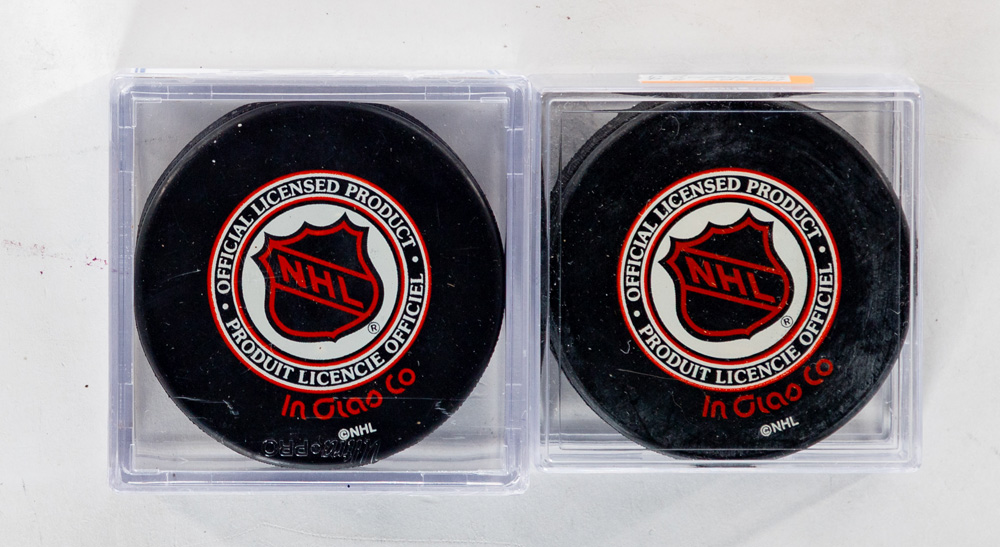 OFFICIAL LICENSED PRODUCT
NHL
®
PRODUIT LICENCIE OFFICIEL
In Glas Co
©NHL
OFFICIAL LICENSED PRODUCT
NHL
®
PRODUIT LICENCIE OFFICIEL
In Glas Co
©NHL